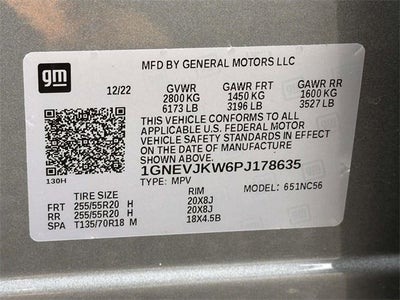 gm
MFD BY GENERAL MOTORS LLC
12/22 GVWR GAWR FRT GAWR RR
2800 KG 1450 KG 1600 KG
6173 LB 3196 LB 3527 LB
THIS VEHICLE CONFORMS TO ALL APPLICABLE
U.S. FEDERAL MOTOR
VEHICLE SAFETY STANDARDS IN EFFECT
ON THE DATE OF MANUFACTURE
SHOWN ABOVE.
1GNEVJKW6PJ178635
130H
TYPE: MPV MODEL: 651NC56
TIRE SIZE RIM
FRT 255/55R20 H 20X8J
RR 255/55R20 H 20X8J
SPA T135/70R18 M 18X4.5B